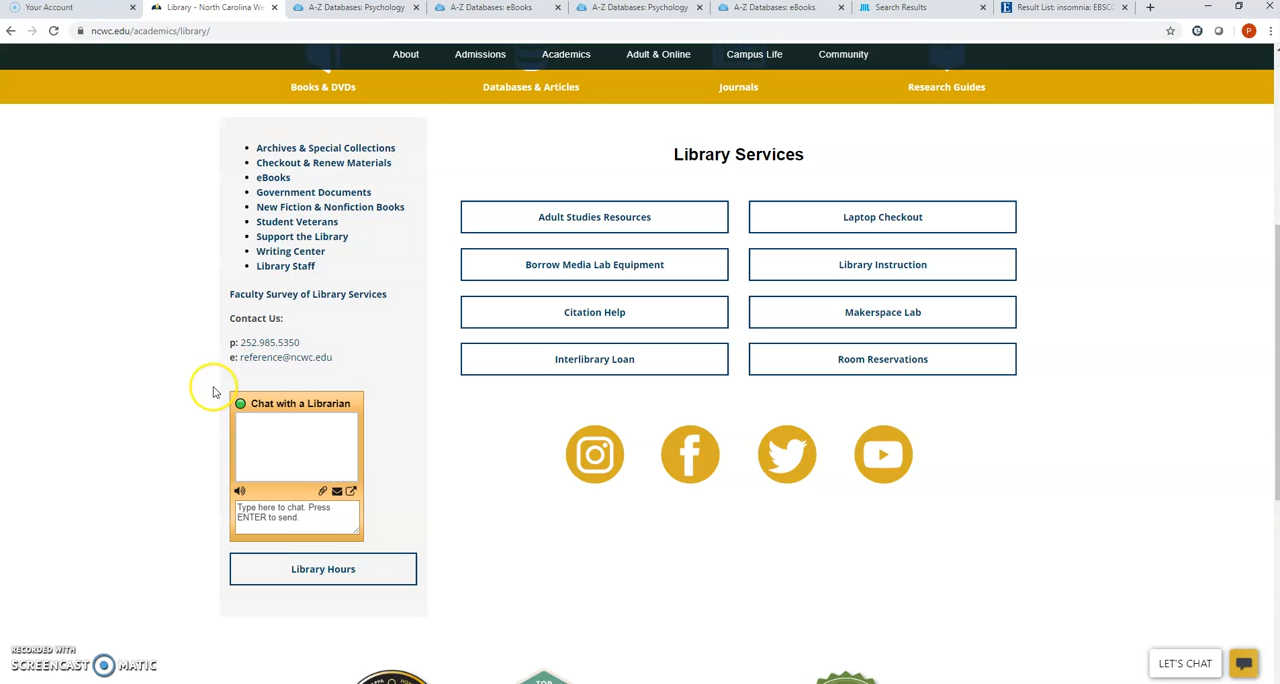 Your Account
Library - North Carolina We
A-Z Databases: Psychology
A-Z Databases: eBooks
A-Z Databases: Psychology
A-Z Databases: eBooks
Search Results
Result List: insomnia: EBSCO
ncwc.edu/academics/library/
P
About
Admissions
Academics
Adult & Online
Campus Life
Community
Books & DVDs
Databases & Articles
Journals
Research Guides
Archives & Special Collections
Checkout & Renew Materials
eBooks
Government Documents
New Fiction & Nonfiction Books
Student Veterans
Support the Library
Writing Center
Library Staff
Faculty Survey of Library Services
Contact Us:
p: 252.985.5350
e: reference@ncwc.edu
Chat with a Librarian
Type here to chat. Press
ENTER to send.
Library Hours
Library Services
Adult Studies Resources
Laptop Checkout
Borrow Media Lab Equipment
Library Instruction
Citation Help
Makerspace Lab
Interlibrary Loan
Room Reservations
RECORDED WITH
SCREENCAST MATIC
TOP
LET'S CHAT